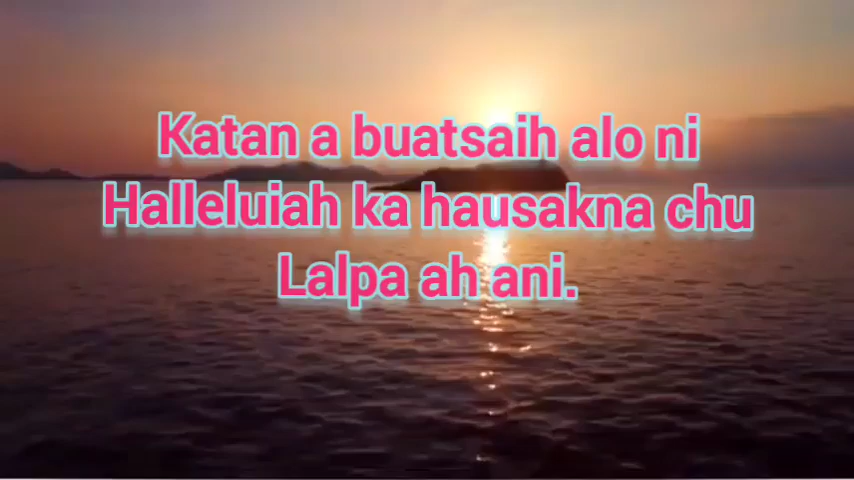 Katan a buatsaih alo ni
Halleluiah ka hausakna chu
Lalpa ah ani.